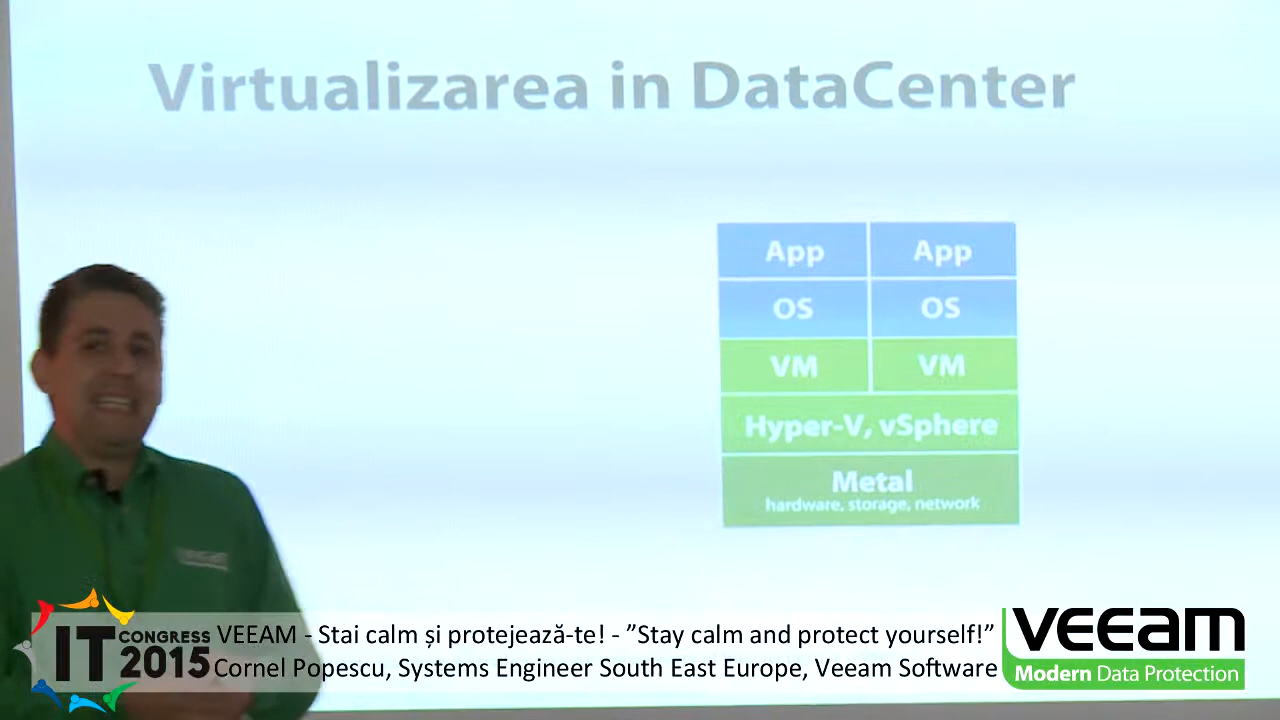 Virtualizarea in DataCenter
App App
OS OS
VM VM
Hyper-V, vSphere
Metal
hardware, storage, network
veeam
IT CONGRESS 2015
VEEAM - Stai calm și protejează-te! - ”Stay calm and protect yourself!”
Cornel Popescu, Systems Engineer South East Europe, Veeam Software
veeam
Modern Data Protection